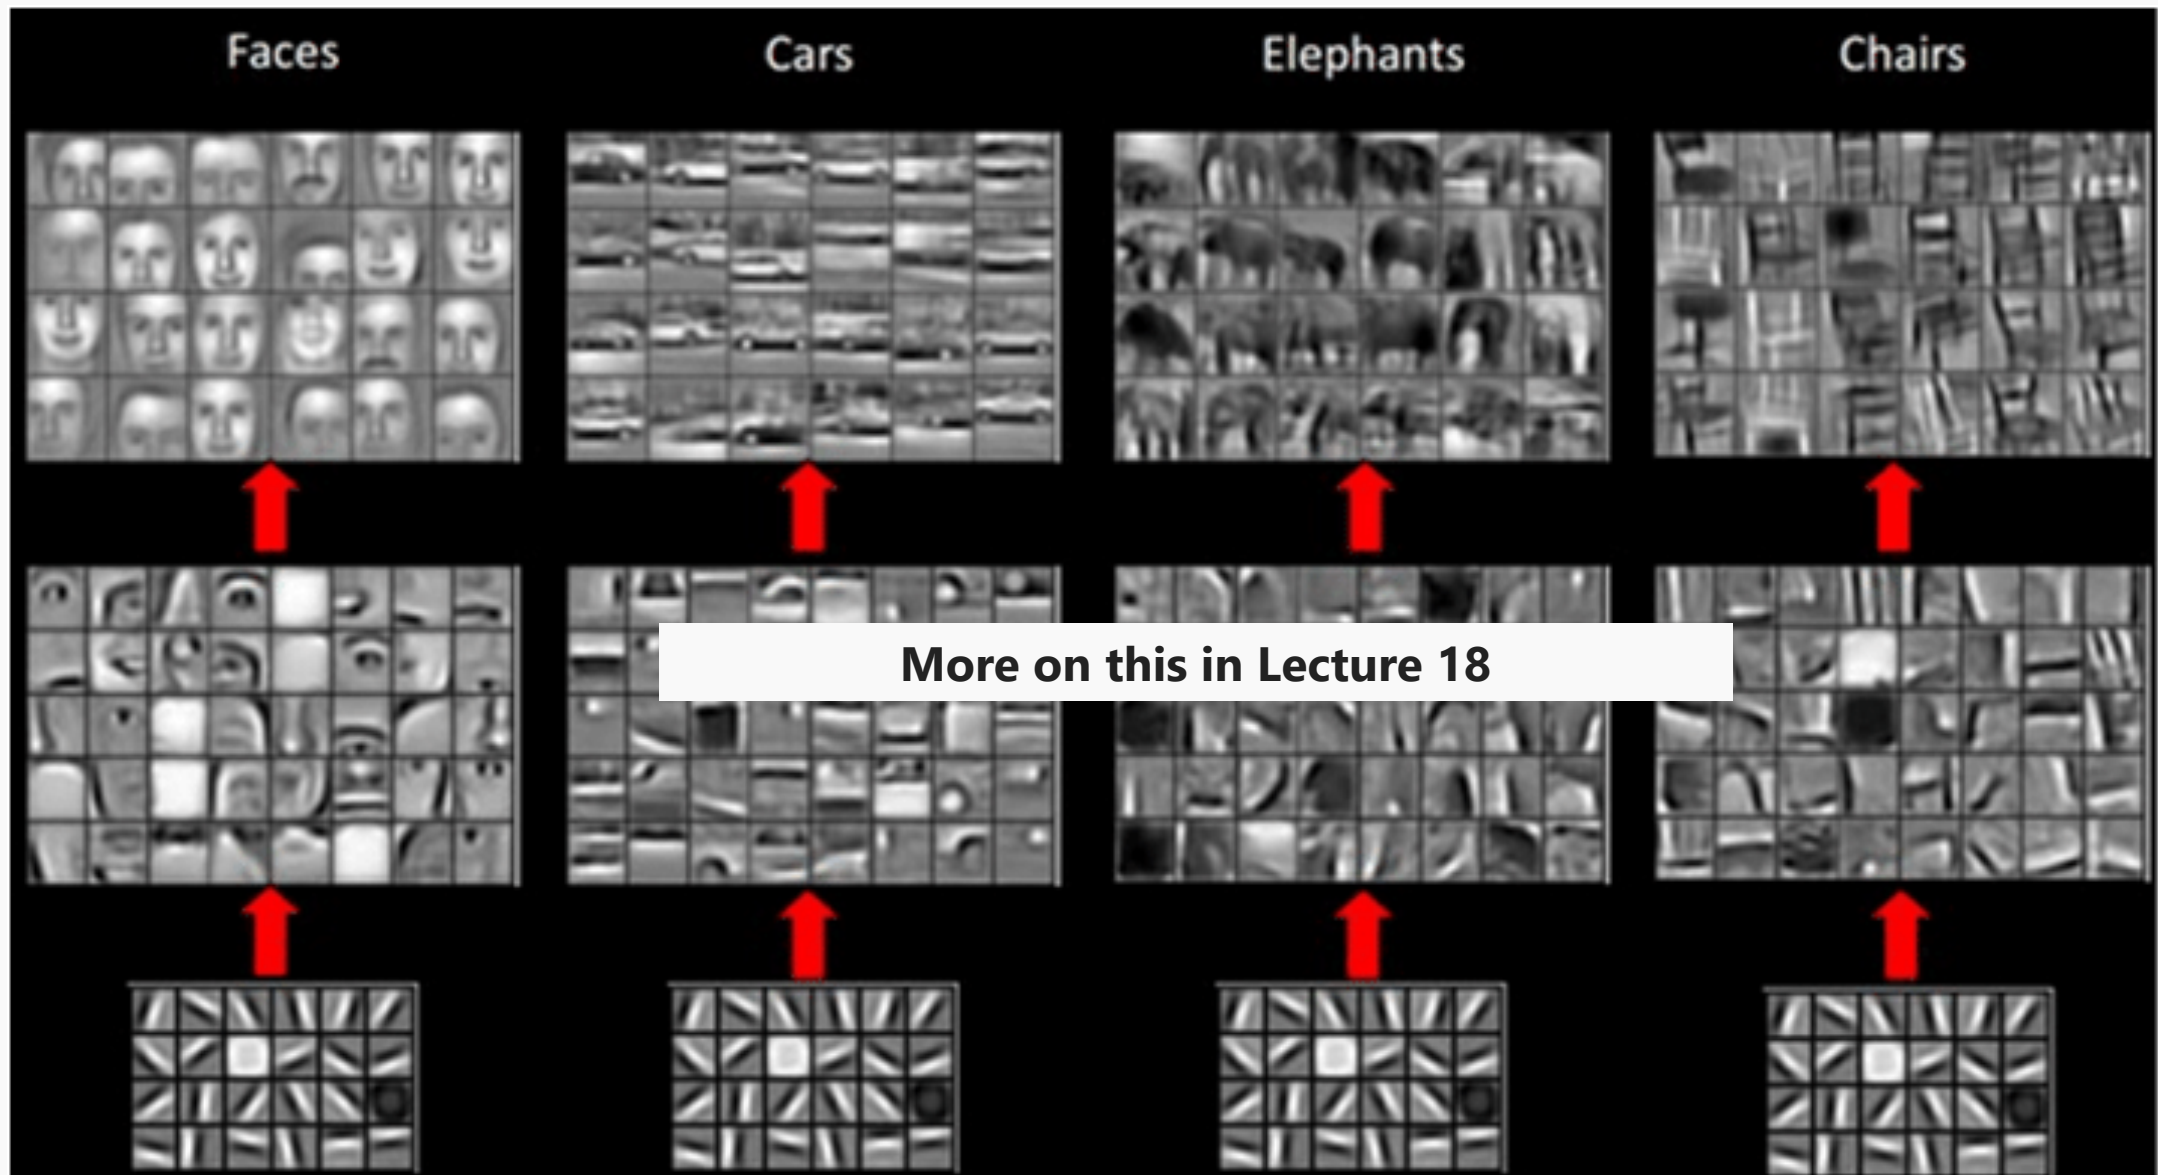 Faces
Cars
Elephants
Chairs
More on this in Lecture 18